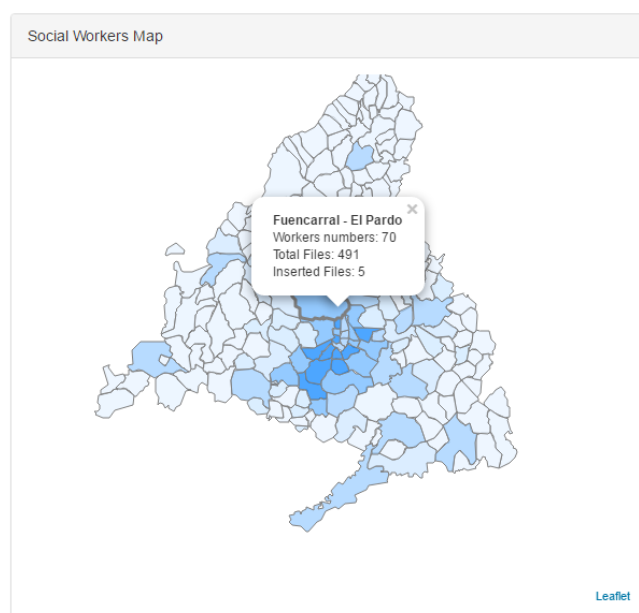 Social Workers Map
×
Fuencarral - El Pardo
Workers numbers: 70
Total Files: 491
Inserted Files: 5
Leaflet